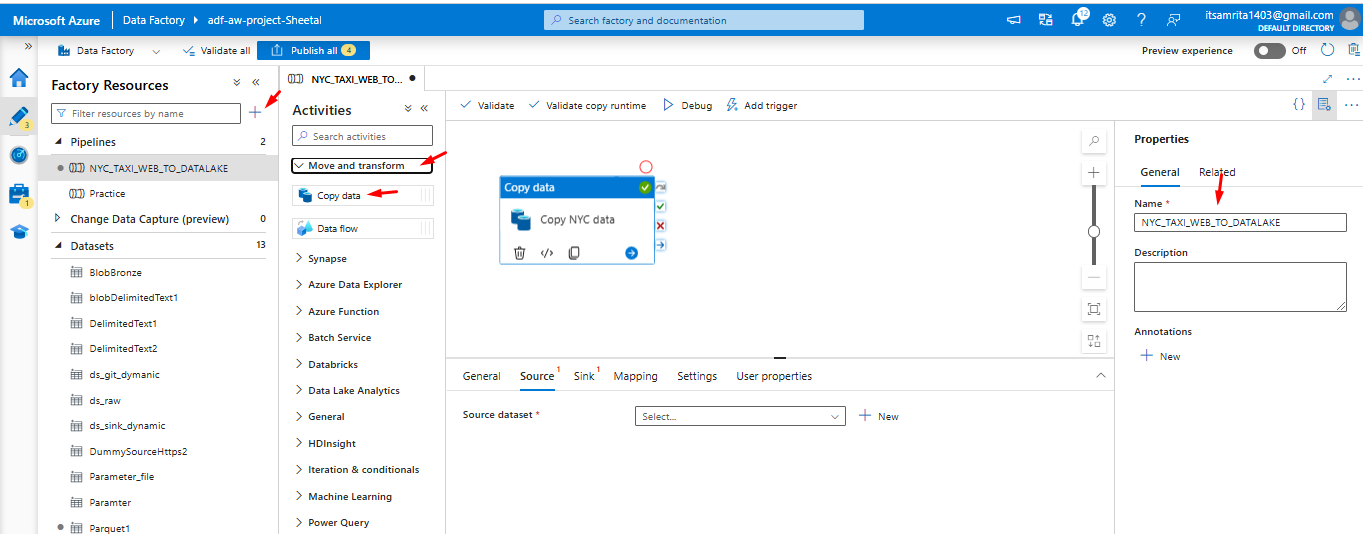 Microsoft Azure
Data Factory
adf-aw-project-Sheetal
Search factory and documentation
12
itsamrita1403@gmail.com
DEFAULT DIRECTORY
Data Factory
Validate all
Publish all
4
Preview experience
Off
3
1
Factory Resources
Filter resources by name
Pipelines
2
NYC_TAXI_WEB_TO_DATALAKE
Practice
Change Data Capture (preview)
0
Datasets
13
BlobBronze
blobDelimitedText1
DelimitedText1
DelimitedText2
ds_git_dymanic
ds_raw
ds_sink_dynamic
DummySourceHttps2
Parameter_file
Paramter
Parquet1
NYC_TAXI_WEB_TO...
Activities
Search activities
Move and transform
Copy data
Data flow
Synapse
Azure Data Explorer
Azure Function
Batch Service
Databricks
Data Lake Analytics
General
HDInsight
Iteration & conditionals
Machine Learning
Power Query
Validate
Validate copy runtime
Debug
Add trigger
{}
Copy data
Copy NYC data
General
Source
1
Sink
1
Mapping
Settings
User properties
Source dataset *
Select...
New
Properties
General
Related
Name *
NYC_TAXI_WEB_TO_DATALAKE
Description
Annotations
New